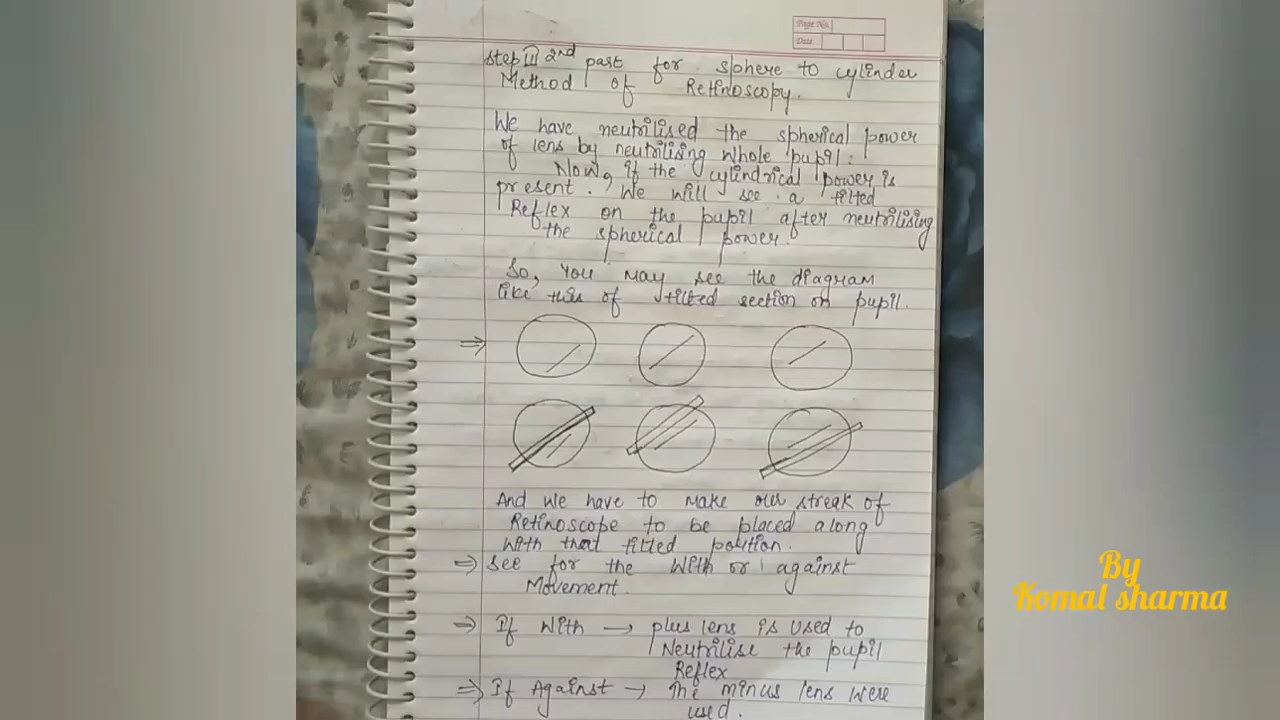 Page No.
Date
Step III 2nd part for sphere to cylinder
Method of Retinoscopy.
We have neutrilised the spherical power
of lens by neutrilising whole pupil.
Now, if the cylindrical power is
present. We will see a tilted
Reflex on the pupil after neutrilising
the spherical power.
So, You may see the diagram
like this of tilted section on pupil.
⇒
And we have to make our streak of
Retinoscope to be placed along
with that tilted position.
⇒ See for the With or against
Movement.
⇒ If With → plus lens is used to
Neutrilise the pupil
Reflex
⇒ If Against → The minus lens were
used.
By
Komal sharma